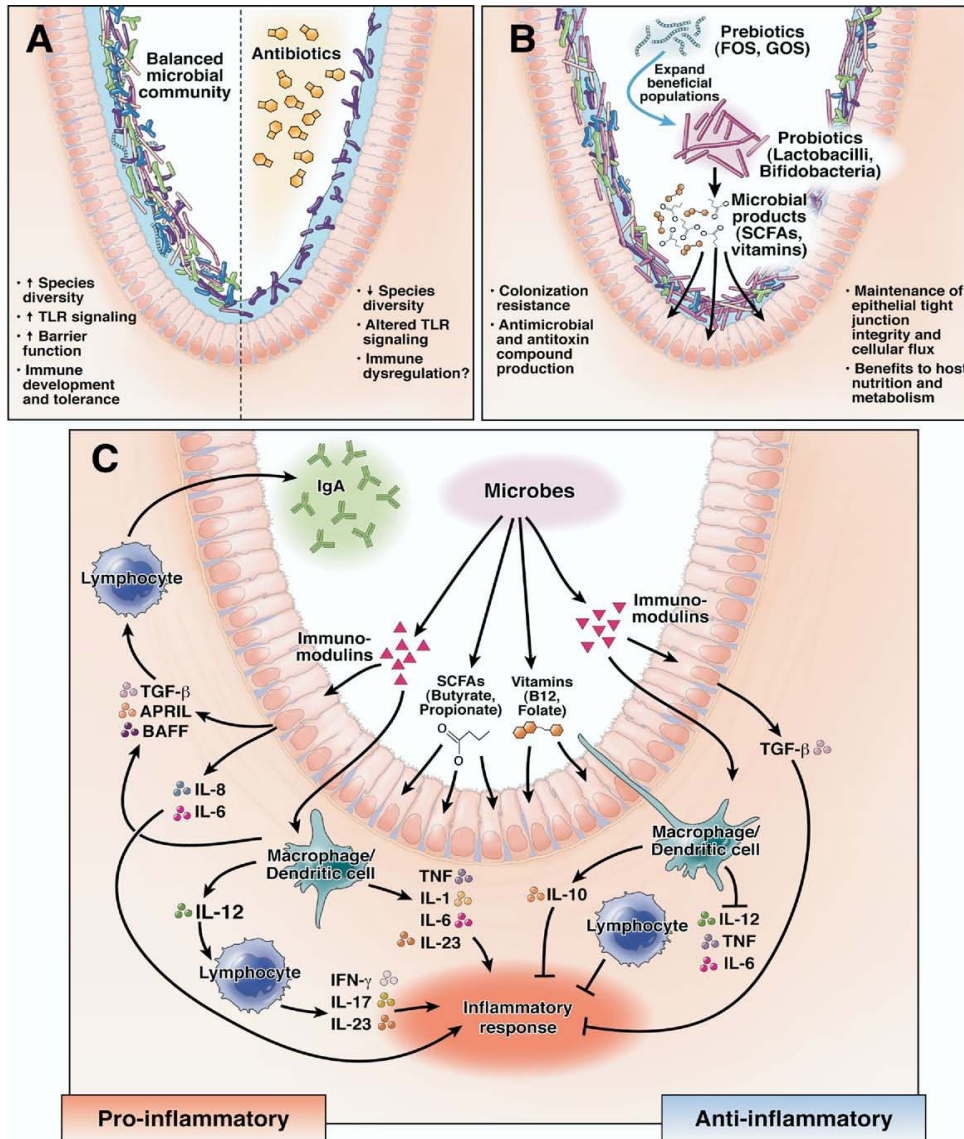 A
Balanced
microbial
community
Antibiotics
· ↑ Species
diversity
· ↑ TLR signaling
· ↑ Barrier
function
· Immune
development
and tolerance
· ↓ Species
diversity
· Altered TLR
signaling
· Immune
dysregulation?
B
Prebiotics
(FOS, GOS)
Expand
beneficial
populations
Probiotics
(Lactobacilli,
Bifidobacteria)
Microbial
products
(SCFAs,
vitamins)
· Colonization
resistance
· Antimicrobial
and antitoxin
compound
production
· Maintenance of
epithelial tight
junction
integrity and
cellular flux
· Benefits to host
nutrition and
metabolism
C
IgA
Microbes
Lymphocyte
Immuno-
modulins
Immuno-
modulins
SCFAs
(Butyrate,
Propionate)
O
O
Vitamins
(B12,
Folate)
TGF-β
APRIL
BAFF
TGF-β
IL-8
IL-6
Macrophage/
Dendritic cell
Macrophage/
Dendritic cell
TNF
IL-1
IL-6
IL-23
IL-10
IL-12
TNF
IL-6
IL-12
Lymphocyte
Lymphocyte
IFN-γ
IL-17
IL-23
Inflammatory
response
Pro-inflammatory
Anti-inflammatory